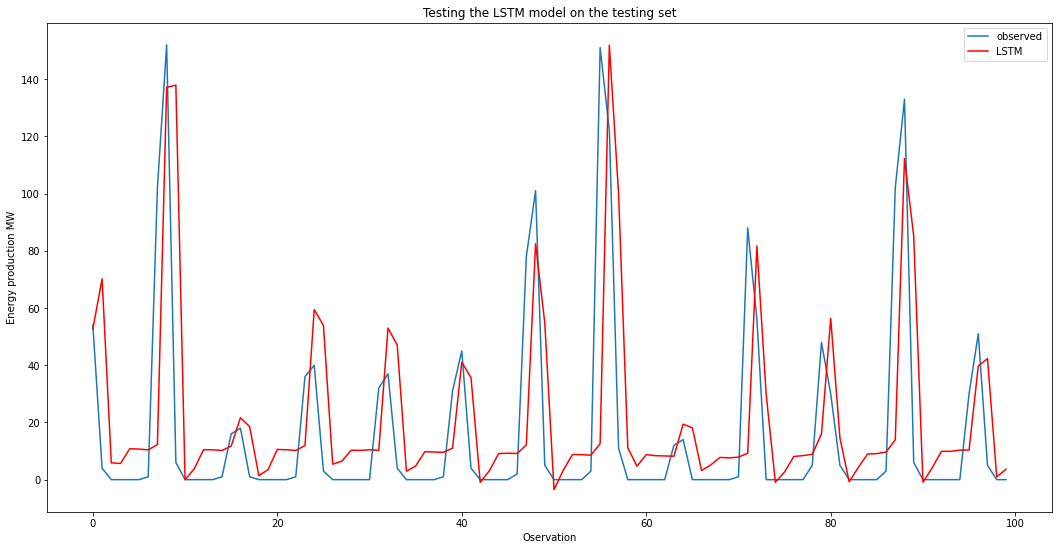 Testing the LSTM model on the testing set
observed
LSTM
Energy production MW
140
120
100
80
60
40
20
0
0
20
40
60
80
100
Oservation